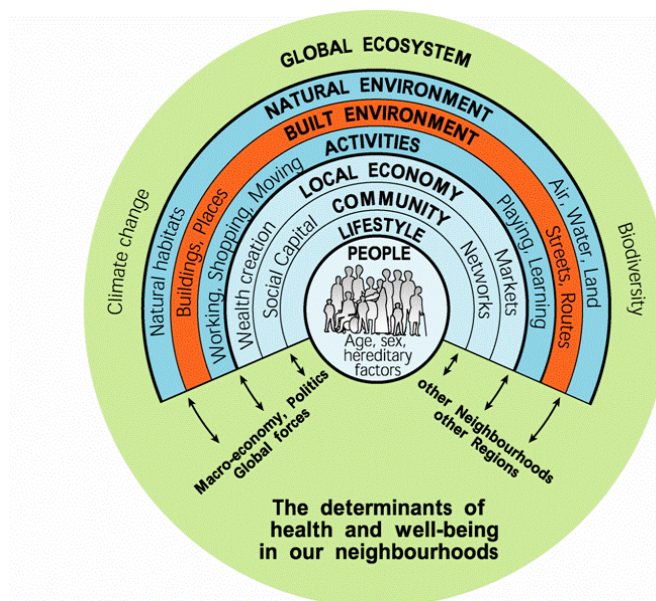 GLOBAL ECOSYSTEM
NATURAL ENVIRONMENT
BUILT ENVIRONMENT
ACTIVITIES
LOCAL ECONOMY
COMMUNITY
LIFESTYLE
PEOPLE
Age, sex,
hereditary
factors
Climate change
Natural habitats
Buildings, Places
Working, Shopping, Moving
Wealth creation
Social Capital
Networks
Markets
Playing, Learning
Streets, Routes
Air, Water, Land
Biodiversity
Macro-economy, Politics
Global forces
other Neighbourhoods
other Regions
The determinants of
health and well-being
in our neighbourhoods